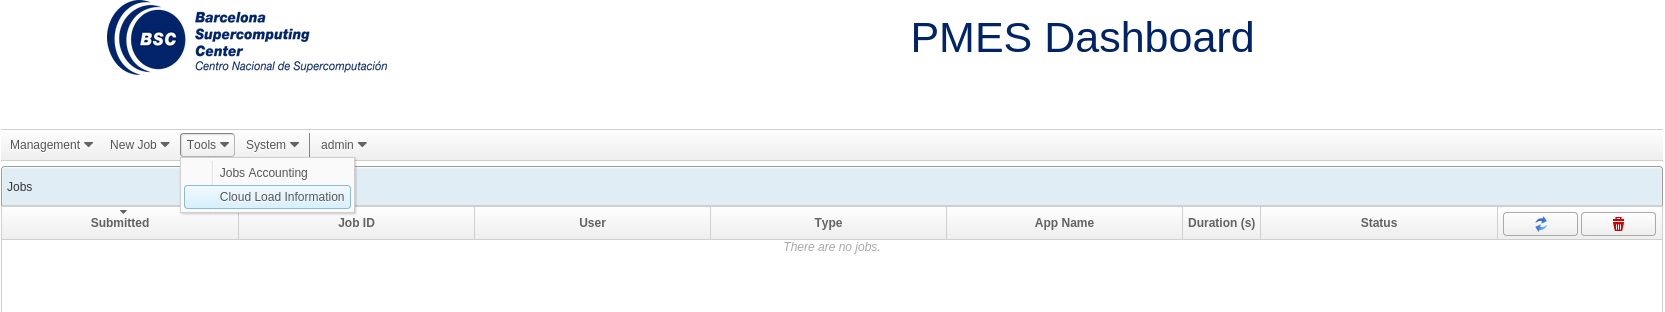 BSC
Barcelona
Supercomputing
Center
Centro Nacional de Supercomputación
PMES Dashboard
Management New Job Tools System admin
Jobs Accounting
Cloud Load Information
Jobs
Submitted Job ID User Type App Name Duration (s) Status
There are no jobs.